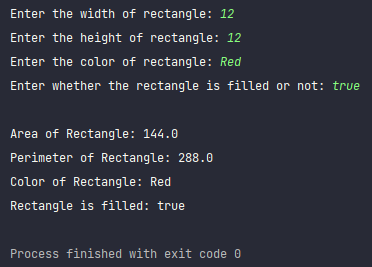 Enter the width of rectangle: 12
Enter the height of rectangle: 12
Enter the color of rectangle: Red
Enter whether the rectangle is filled or not: true
Area of Rectangle: 144.0
Perimeter of Rectangle: 288.0
Color of Rectangle: Red
Rectangle is filled: true
Process finished with exit code 0